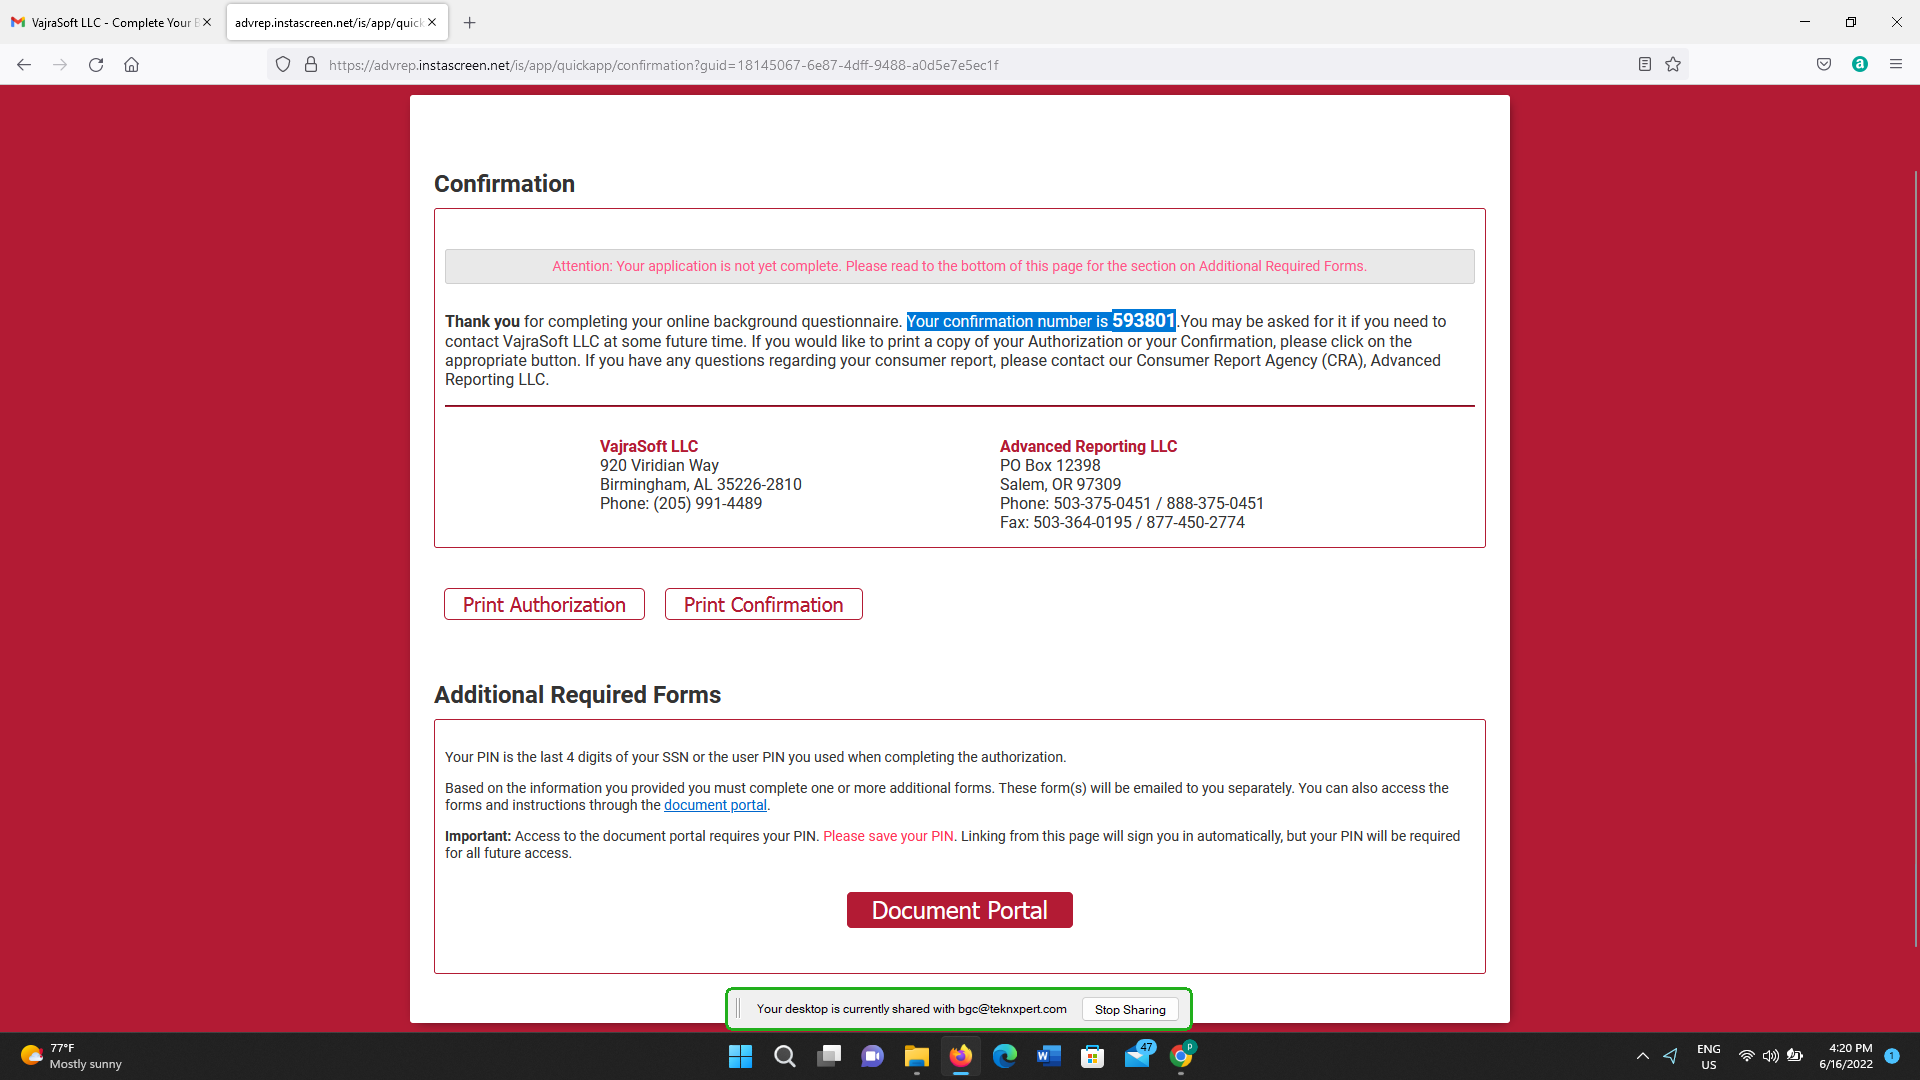 VajraSoft LLC - Complete Your B
advrep.instascreen.net/is/app/quick
https://advrep.instascreen.net/is/app/quickapp/confirmation?guid=18145067-6e87-4dff-9488-a0d5e7e5ec1f
Confirmation
Attention: Your application is not yet complete. Please read to the bottom of this page for the section on Additional Required Forms.
Thank you for completing your online background questionnaire. Your confirmation number is 593801.You may be asked for it if you need to
contact VajraSoft LLC at some future time. If you would like to print a copy of your Authorization or your Confirmation, please click on the
appropriate button. If you have any questions regarding your consumer report, please contact our Consumer Report Agency (CRA), Advanced
Reporting LLC.
VajraSoft LLC
920 Viridian Way
Birmingham, AL 35226-2810
Phone: (205) 991-4489
Advanced Reporting LLC
PO Box 12398
Salem, OR 97309
Phone: 503-375-0451 / 888-375-0451
Fax: 503-364-0195 / 877-450-2774
Print Authorization
Print Confirmation
Additional Required Forms
Your PIN is the last 4 digits of your SSN or the user PIN you used when completing the authorization.
Based on the information you provided you must complete one or more additional forms. These form(s) will be emailed to you separately. You can also access the
forms and instructions through the document portal.
Important: Access to the document portal requires your PIN. Please save your PIN. Linking from this page will sign you in automatically, but your PIN will be required
for all future access.
Document Portal
Your desktop is currently shared with bgc@teknxpert.com
Stop Sharing
77°F
Mostly sunny
47
P
ENG
US
4:20 PM
6/16/2022
1